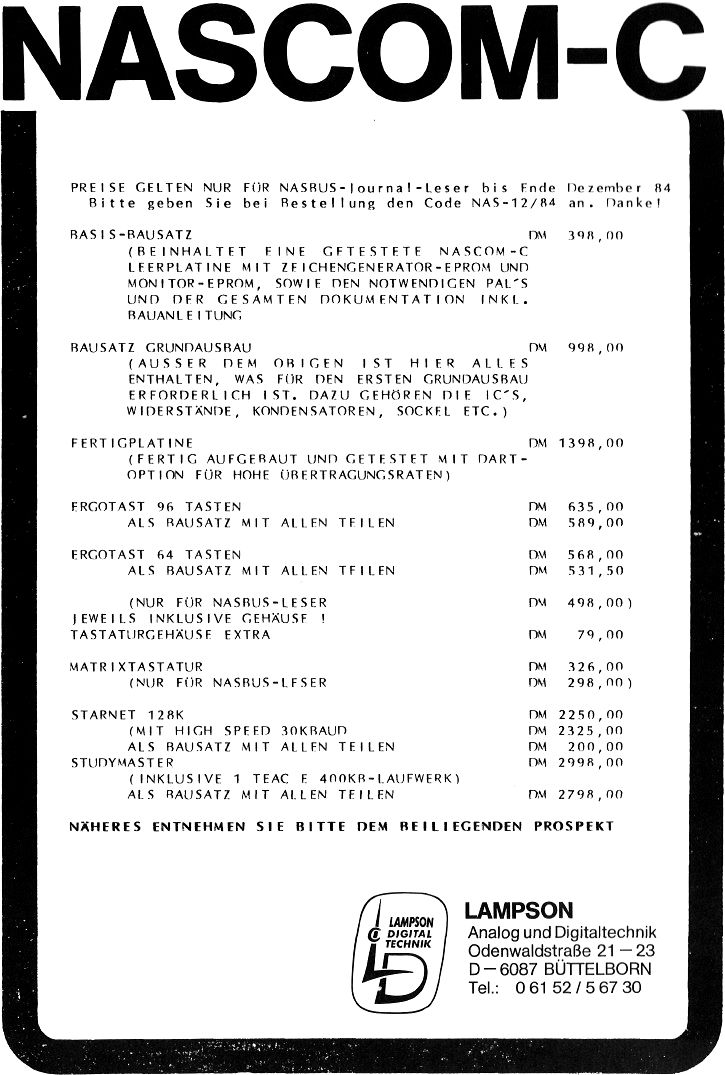 NASCOM-C
PREISE GELTEN NUR FÜR NASBUS-Journal-Leser bis Ende Dezember 84
Bitte geben Sie bei Bestellung den Code NAS-12/84 an. Danke!
BASIS-BAUSATZ DM 398,00
(BEINHALTET EINE GETESTETE NASCOM-C
LEERPLATINE MIT ZEICHENGENERATOR-EPROM UND
MONITOR-EPROM, SOWIE DEN NOTWENDIGEN PAL'S
UND DER GESAMTEN DOKUMENTATION INKL.
BAUANLEITUNG
BAUSATZ GRUNDAUSBAU DM 998,00
(AUSSER DEM OBIGEN IST HIER ALLES
ENTHALTEN, WAS FÜR DEN ERSTEN GRUNDAUSBAU
ERFORDERLICH IST. DAZU GEHÖREN DIE IC'S,
WIDERSTÄNDE, KONDENSATOREN, SOCKEL ETC.)
FERTIGPLATINE DM 1398,00
(FERTIG AUFGEBAUT UND GETESTET MIT DART-
OPTION FÜR HOHE ÜBERTRAGUNGSRATEN)
ERGOTAST 96 TASTEN DM 635,00
ALS BAUSATZ MIT ALLEN TEILEN DM 589,00
ERGOTAST 64 TASTEN DM 568,00
ALS BAUSATZ MIT ALLEN TEILEN DM 531,50
(NUR FÜR NASBUS-LESER DM 498,00)
JEWEILS INKLUSIVE GEHÄUSE !
TASTATURGEHÄUSE EXTRA DM 79,00
MATRIXTASTATUR DM 326,00
(NUR FÜR NASBUS-LESER DM 298,00)
STARNET 128K DM 2250,00
(MIT HIGH SPEED 30KBAUD DM 2325,00
ALS BAUSATZ MIT ALLEN TEILEN DM 200,00
STUDYMASTER DM 2998,00
(INKLUSIVE 1 TEAC E 400KB-LAUFWERK)
ALS BAUSATZ MIT ALLEN TEILEN DM 2798,00
NÄHERES ENTNEHMEN SIE BITTE DEM BEILIEGENDEN PROSPEKT
LAMPSON
DIGITAL
TECHNIK
LD
LAMPSON
Analog und Digitaltechnik
Odenwaldstraße 21 – 23
D – 6087 BÜTTELBORN
Tel.: 0 61 52 / 5 67 30